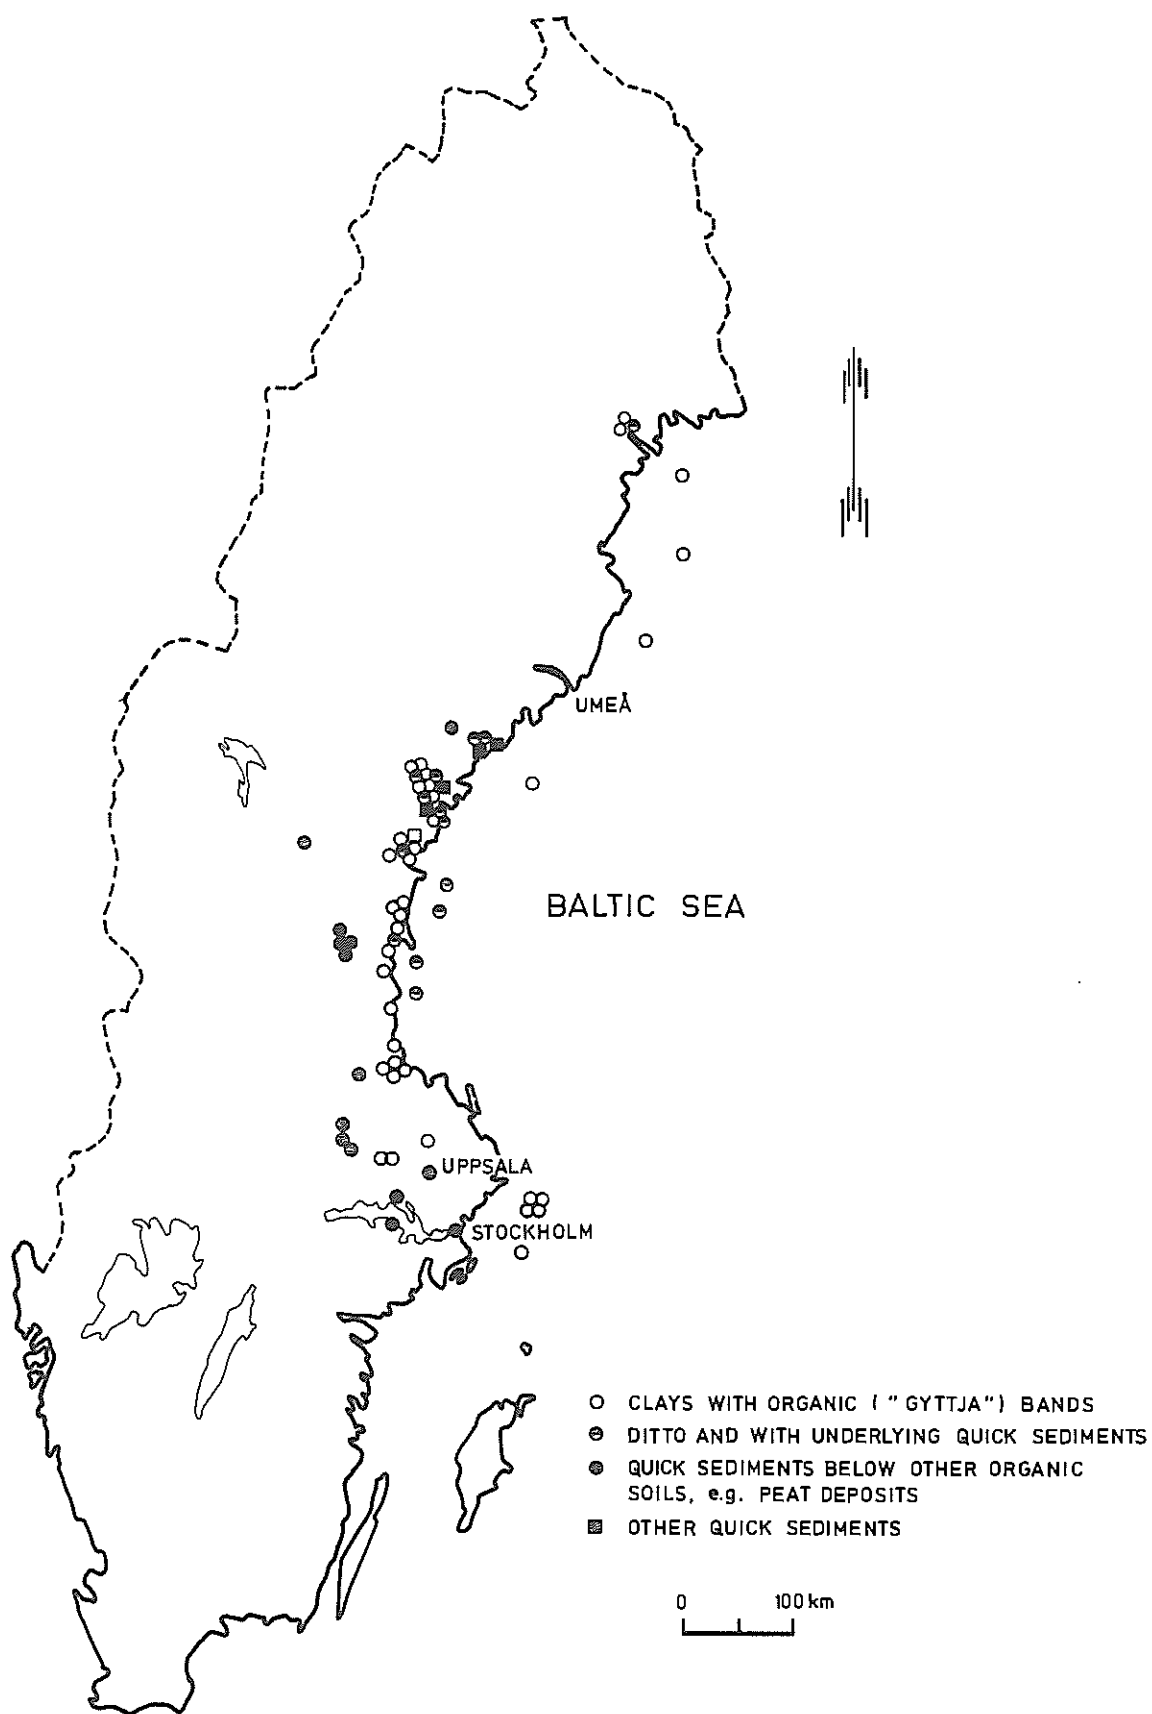 UMEÅ
BALTIC SEA
UPPSALA
STOCKHOLM
CLAYS WITH ORGANIC ("GYTTJA") BANDS
DITTO AND WITH UNDERLYING QUICK SEDIMENTS
QUICK SEDIMENTS BELOW OTHER ORGANIC
SOILS, e.g. PEAT DEPOSITS
OTHER QUICK SEDIMENTS
0 100 km